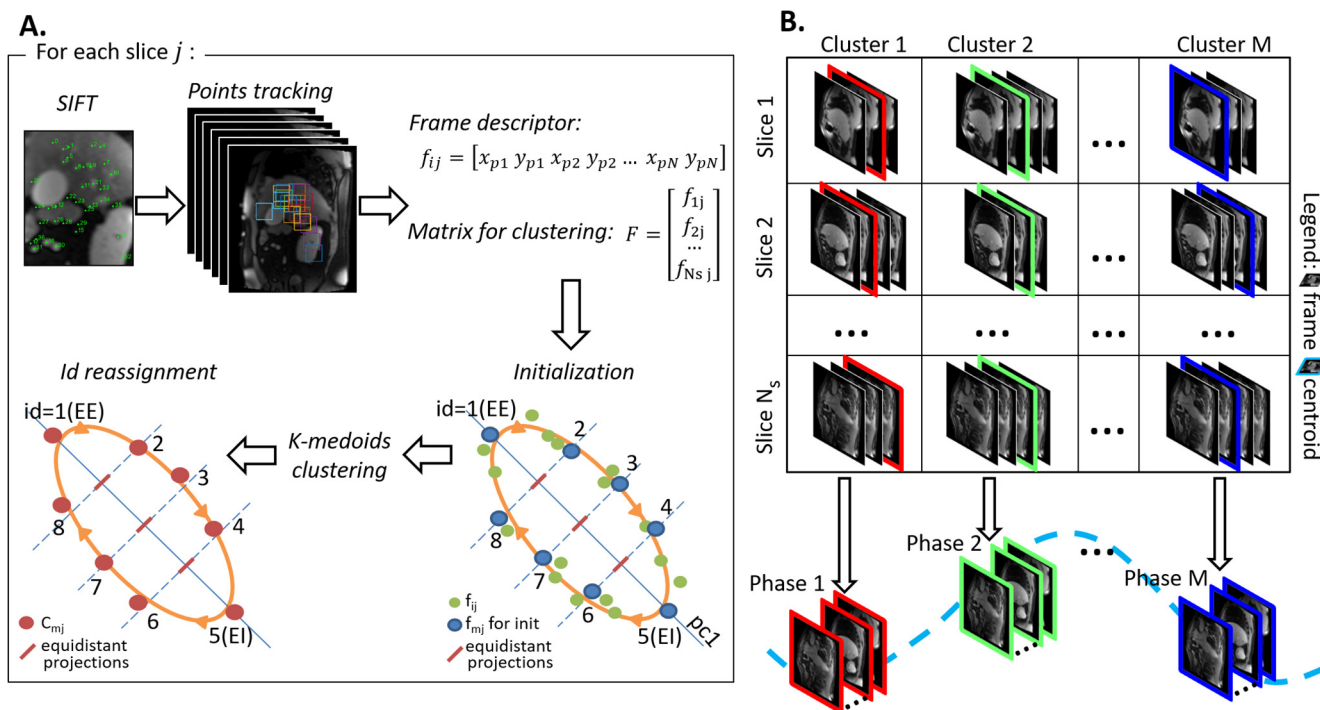 A.
For each slice j :
SIFT
Points tracking
Frame descriptor:
f_ij = [x_p1 y_p1 x_p2 y_p2 ... x_pN y_pN]
Matrix for clustering: F = [f_1j f_2j ... f_Ns j]
Initialization
id=1(EE)
2
3
4
5(EI)
6
7
8
pc1
f_ij
f_mj for init
equidistant
projections
K-medoids
clustering
Id reassignment
id=1(EE)
2
3
4
5(EI)
6
7
8
C_mj
equidistant
projections
B.
Cluster 1 Cluster 2 Cluster M
Slice 1
...
Slice 2
...
... ... ... ...
Slice N_s
...
Legend: frame centroid
Phase 1
Phase 2
...
Phase M